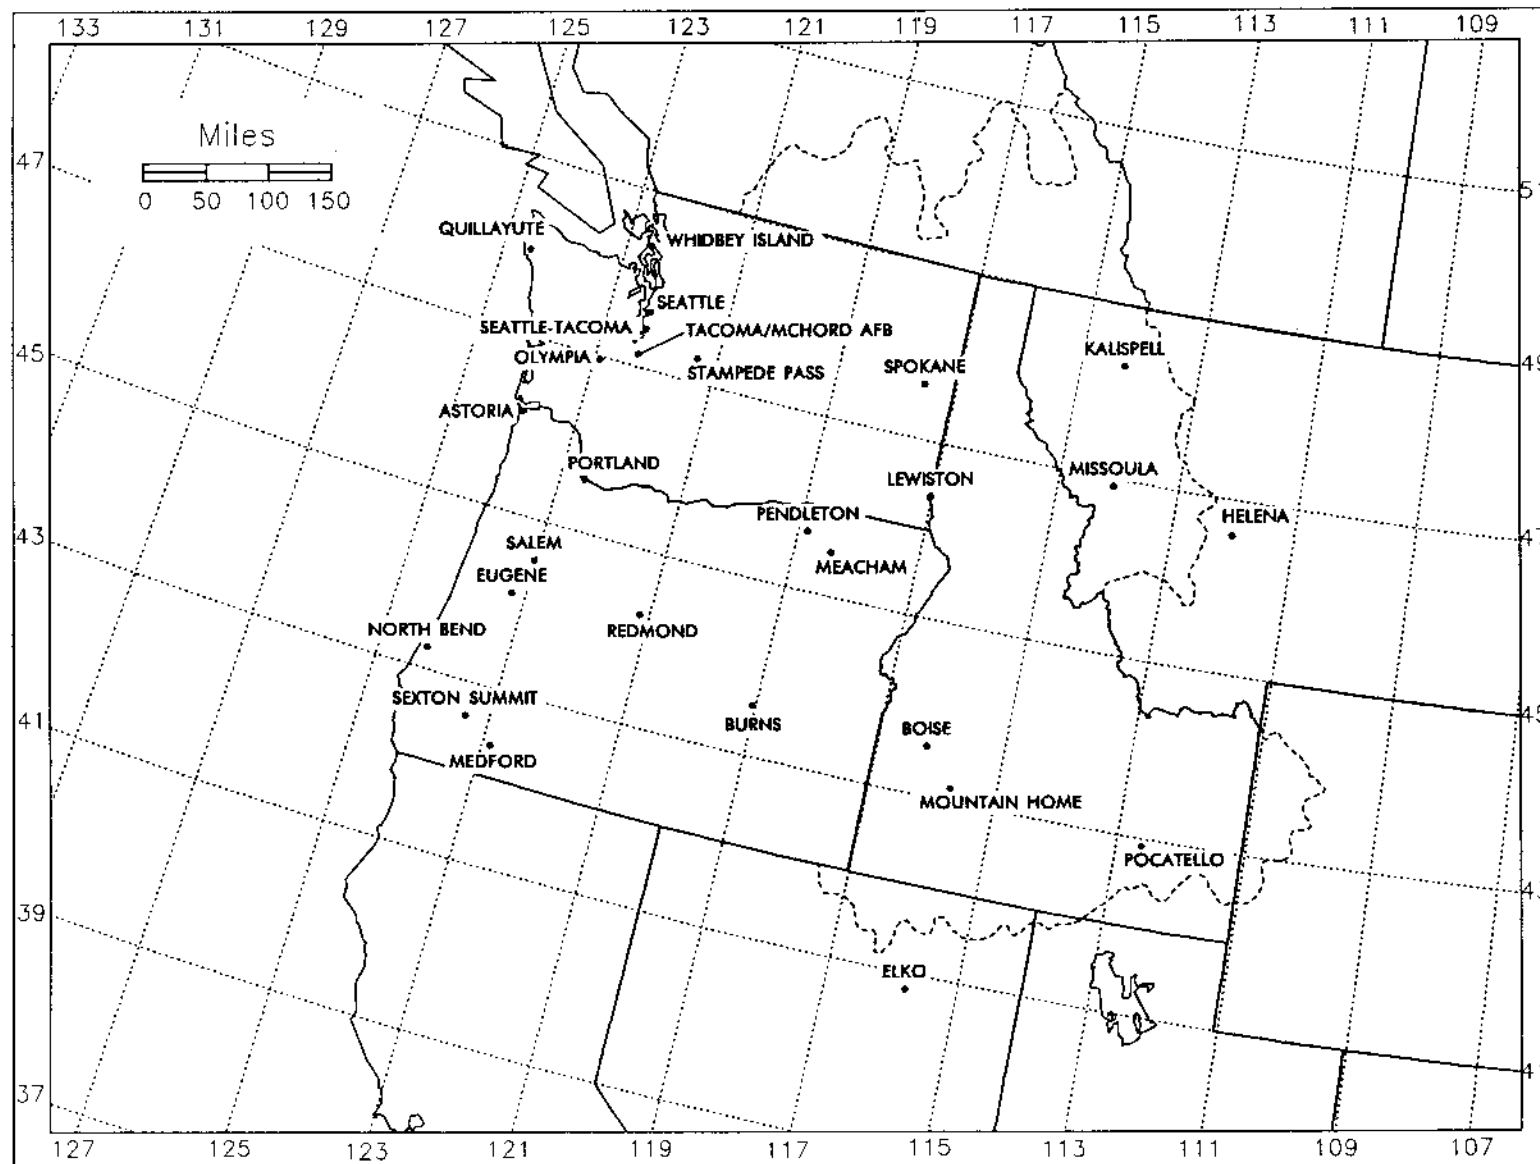 133 131 129 127 125 123 121 119 117 115 113 111 109
Miles
0 50 100 150
47
45
43
41
39
37
QUILLAYUTE
WHIDBEY ISLAND
SEATTLE
SEATTLE-TACOMA
TACOMA/MCHORD AFB
OLYMPIA
STAMPEDE PASS
SPOKANE
KALISPELL
ASTORIA
PORTLAND
LEWISTON
MISSOULA
PENDLETON
HELENA
SALEM
MEACHAM
EUGENE
NORTH BEND
REDMOND
SEXTON SUMMIT
BURNS
BOISE
MEDFORD
MOUNTAIN HOME
POCATELLO
ELKO
45
127 125 123 121 119 117 115 113 111 109 107